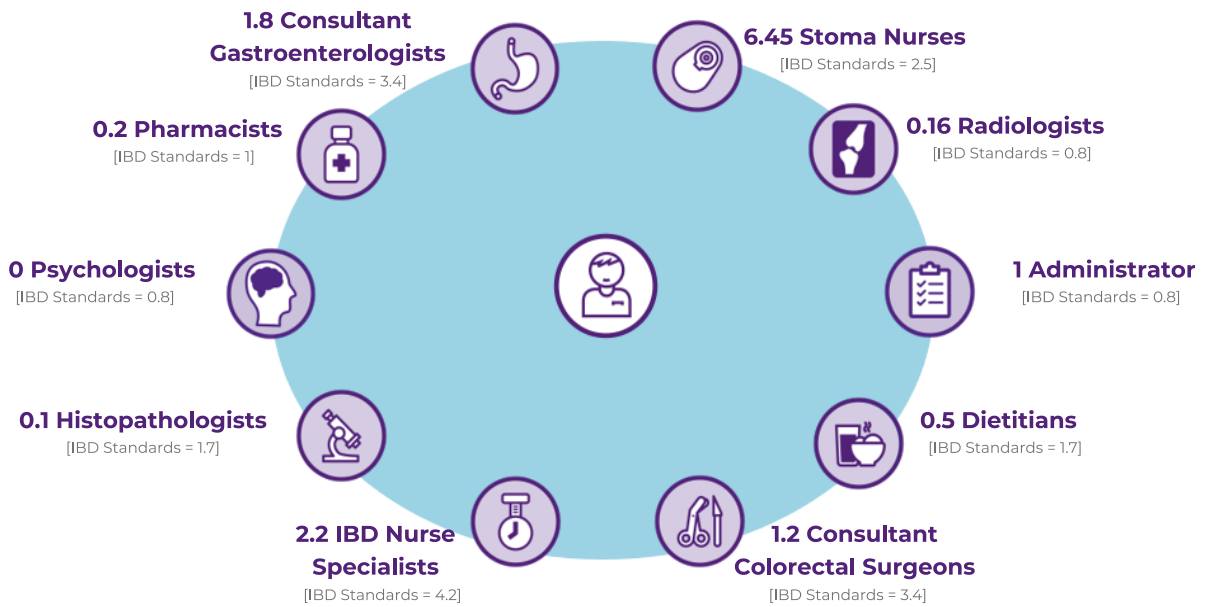 1.8 Consultant
Gastroenterologists
[IBD Standards = 3.4]
6.45 Stoma Nurses
[IBD Standards = 2.5]
0.2 Pharmacists
[IBD Standards = 1]
0.16 Radiologists
[IBD Standards = 0.8]
0 Psychologists
[IBD Standards = 0.8]
1 Administrator
[IBD Standards = 0.8]
0.1 Histopathologists
[IBD Standards = 1.7]
0.5 Dietitians
[IBD Standards = 1.7]
2.2 IBD Nurse
Specialists
[IBD Standards = 4.2]
1.2 Consultant
Colorectal Surgeons
[IBD Standards = 3.4]